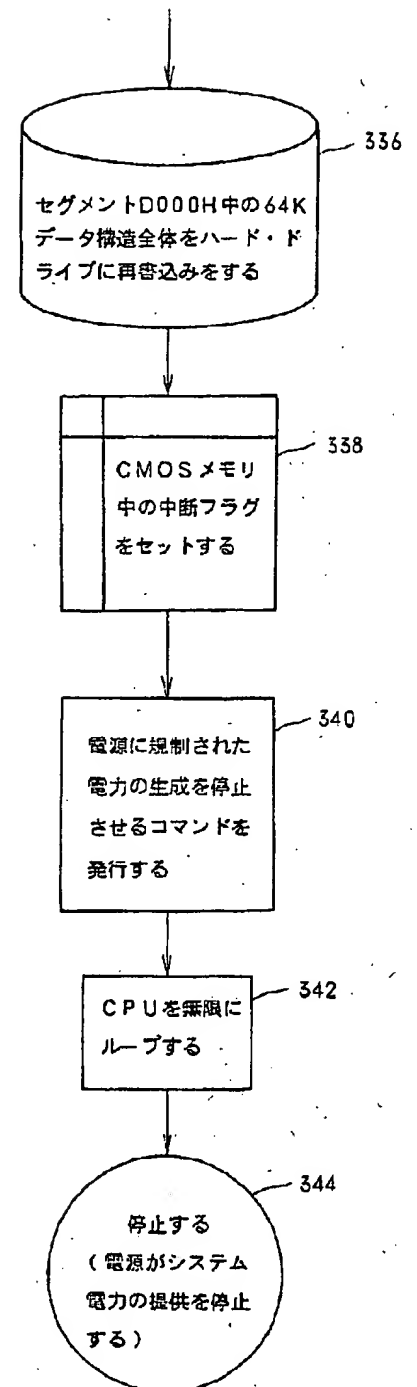 336
セグメントD000H中の64K
データ構造全体をハード・ド
ライブに再書込みをする
338
CMOSメモリ
中の中断フラグ
をセットする
340
電源に規制された
電力の生成を停止
させるコマンドを
発行する
342
CPUを無限に
ループする
344
停止する
(電源がシステム
電力の提供を停止
する)